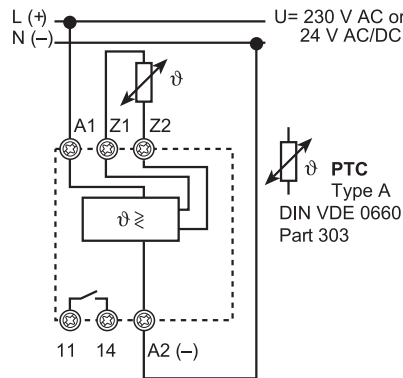 L (+)
N (–)
U= 230 V AC or
24 V AC/DC
ϑ
A1 Z1 Z2
ϑ PTC
Type A
DIN VDE 0660
Part 303
ϑ ≷
11 14 A2 (–)